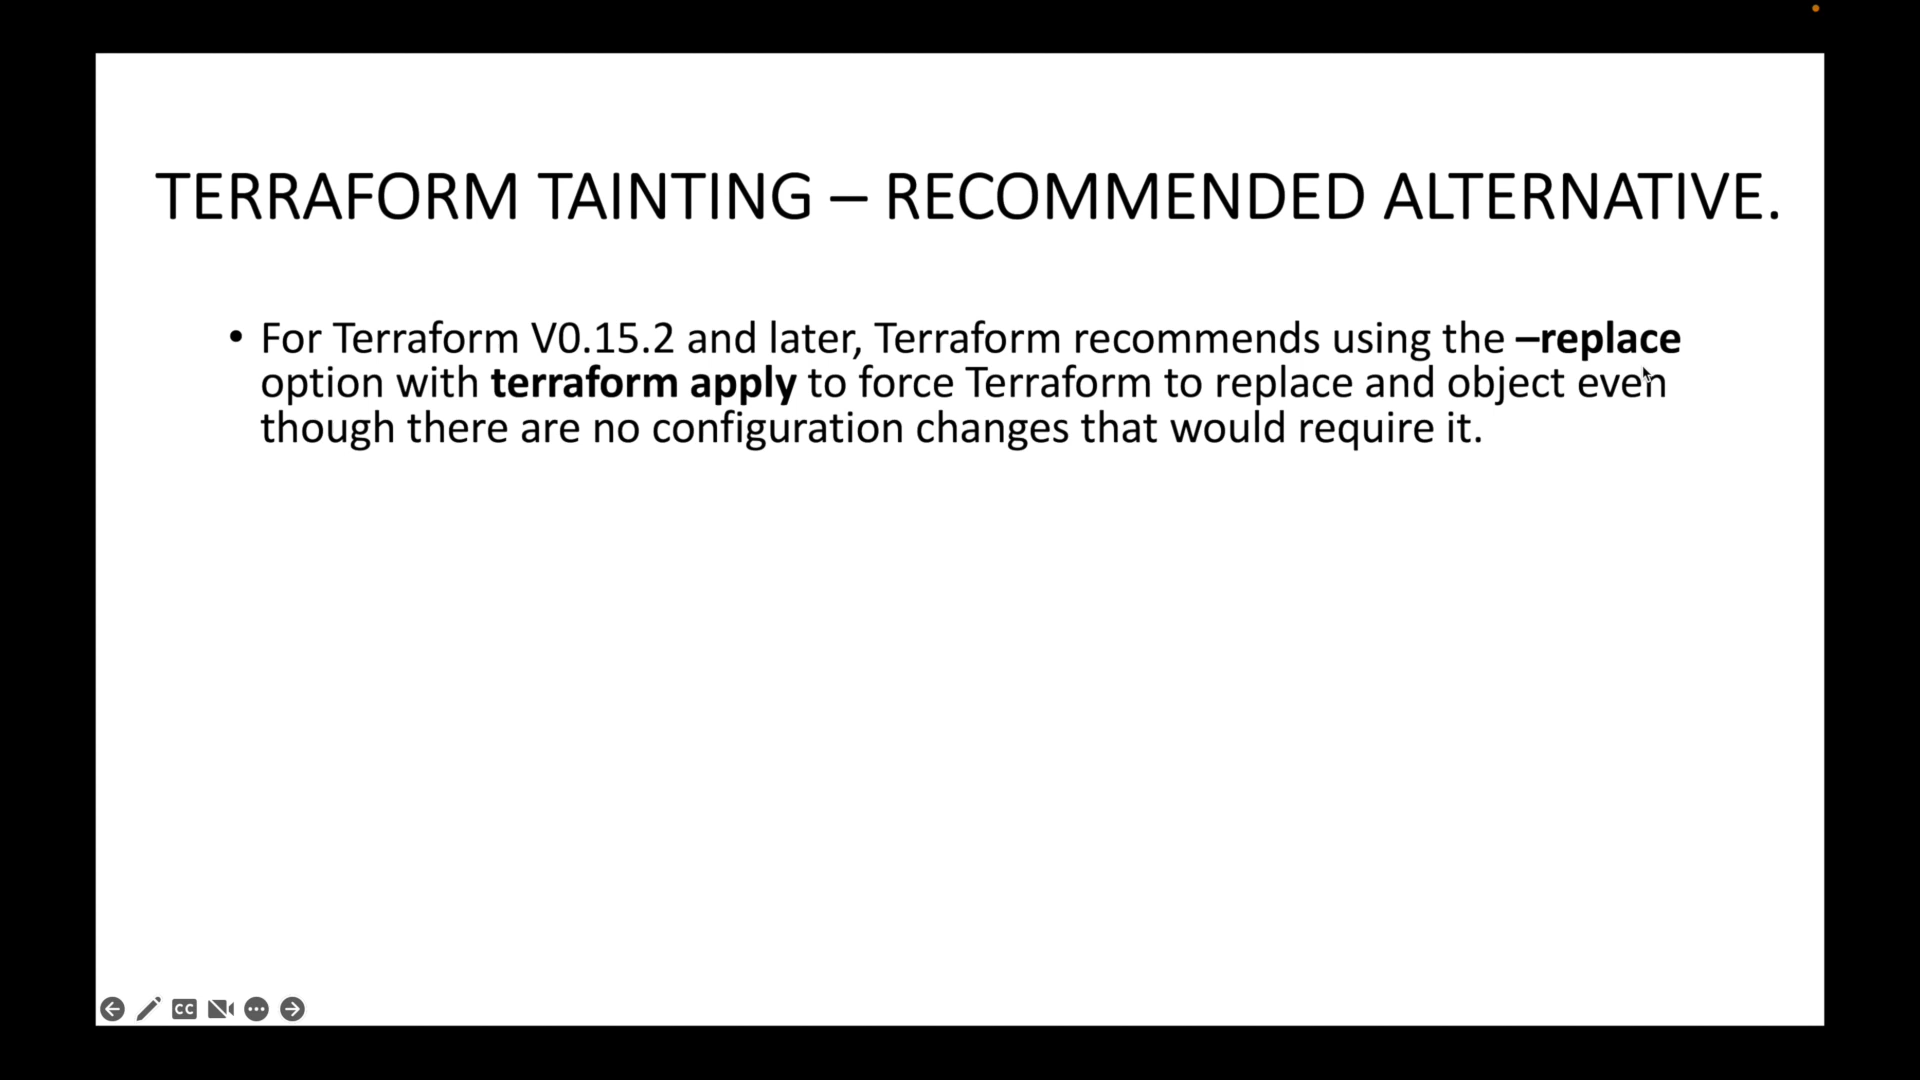 TERRAFORM TAINTING – RECOMMENDED ALTERNATIVE.
• For Terraform V0.15.2 and later, Terraform recommends using the –replace
option with terraform apply to force Terraform to replace and object even
though there are no configuration changes that would require it.
CC